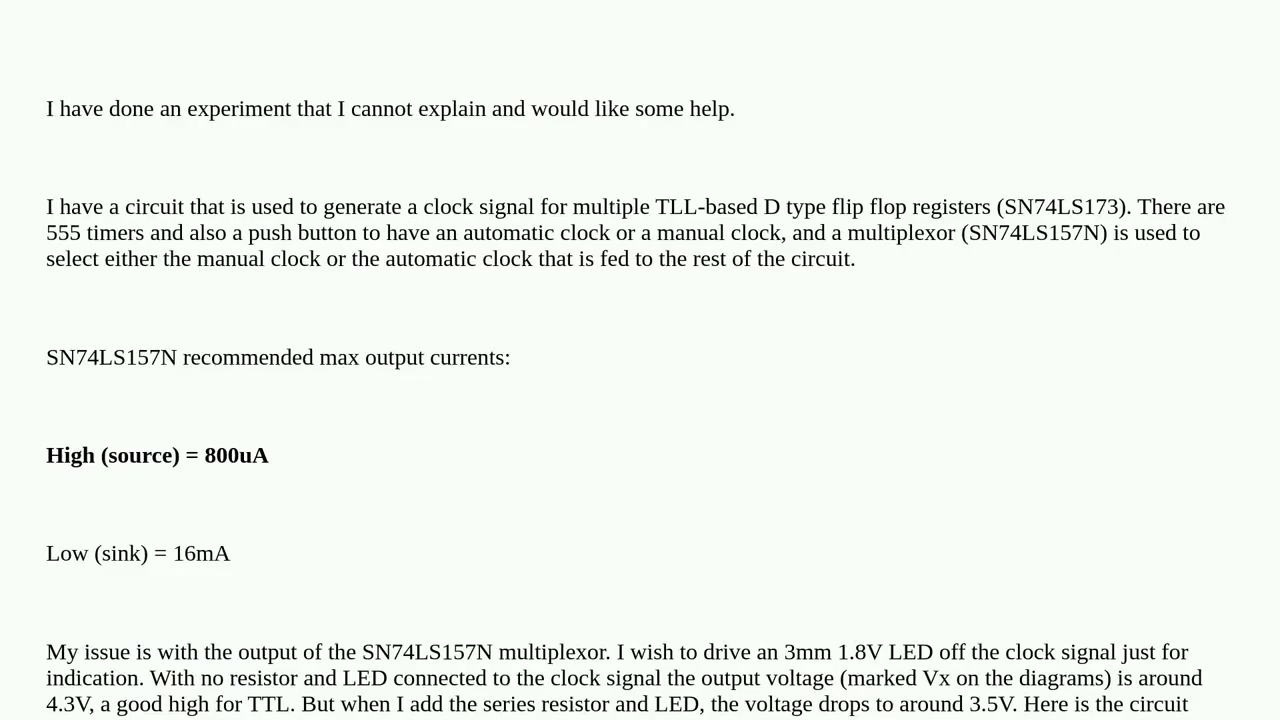 I have done an experiment that I cannot explain and would like some help.
I have a circuit that is used to generate a clock signal for multiple TLL-based D type flip flop registers (SN74LS173). There are
555 timers and also a push button to have an automatic clock or a manual clock, and a multiplexor (SN74LS157N) is used to
select either the manual clock or the automatic clock that is fed to the rest of the circuit.
SN74LS157N recommended max output currents:
High (source) = 800uA
Low (sink) = 16mA
My issue is with the output of the SN74LS157N multiplexor. I wish to drive an 3mm 1.8V LED off the clock signal just for
indication. With no resistor and LED connected to the clock signal the output voltage (marked Vx on the diagrams) is around
4.3V, a good high for TTL. But when I add the series resistor and LED, the voltage drops to around 3.5V. Here is the circuit